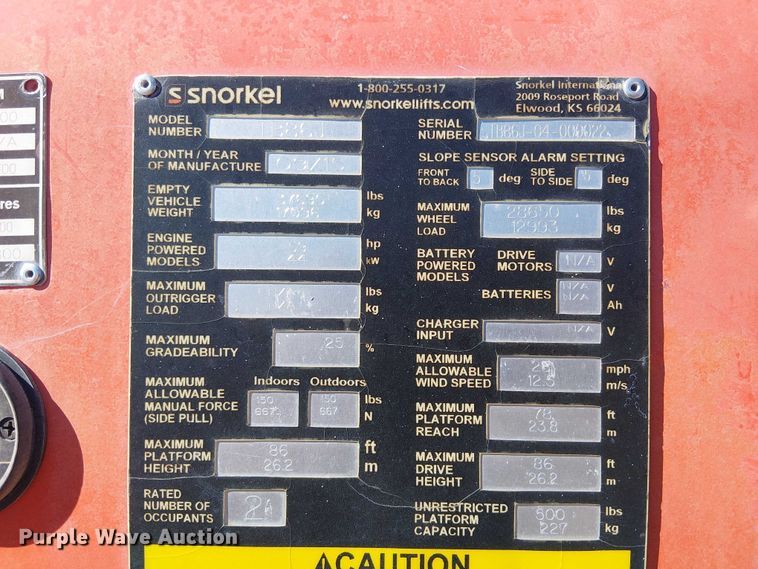 snorkel
1-800-255-0317
www.snorkellifts.com
Snorkel International
2009 Roseport Road
Elwood, KS 66024
MODEL NUMBER
MONTH / YEAR OF MANUFACTURE
EMPTY VEHICLE WEIGHT lbs kg
ENGINE POWERED MODELS 44 hp kW
MAXIMUM OUTRIGGER LOAD lbs kg
MAXIMUM GRADEABILITY 25 %
Indoors Outdoors
MAXIMUM ALLOWABLE MANUAL FORCE (SIDE PULL) 150 667 150 667 lbs N
MAXIMUM PLATFORM HEIGHT 86 ft 26.2 m
RATED NUMBER OF OCCUPANTS 2
SERIAL NUMBER
SLOPE SENSOR ALARM SETTING
FRONT TO BACK 5 deg SIDE TO SIDE 5 deg
MAXIMUM WHEEL LOAD 28650 lbs 12993 kg
BATTERY POWERED MODELS
DRIVE MOTORS N/A V
BATTERIES N/A V N/A Ah
CHARGER INPUT N/A V
MAXIMUM ALLOWABLE WIND SPEED mph 12.5 m/s
MAXIMUM PLATFORM REACH 78 ft 23.8 m
MAXIMUM DRIVE HEIGHT 86 ft 26.2 m
UNRESTRICTED PLATFORM CAPACITY 500 lbs 227 kg
CAUTION
Purple Wave Auction